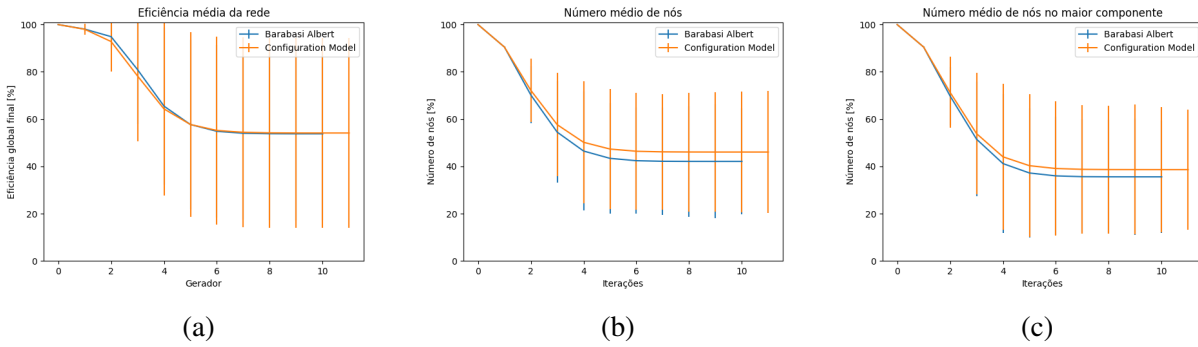 Eficiência média da rede
Barabasi Albert
Configuration Model
Eficiência global final [%]
100
80
60
40
20
0
0 2 4 6 8 10
Gerador
(a)
Número médio de nós
Barabasi Albert
Configuration Model
Número de nós [%]
100
80
60
40
20
0
0 2 4 6 8 10
Iterações
(b)
Número médio de nós no maior componente
Barabasi Albert
Configuration Model
Número de nós [%]
100
80
60
40
20
0
0 2 4 6 8 10
Iterações
(c)